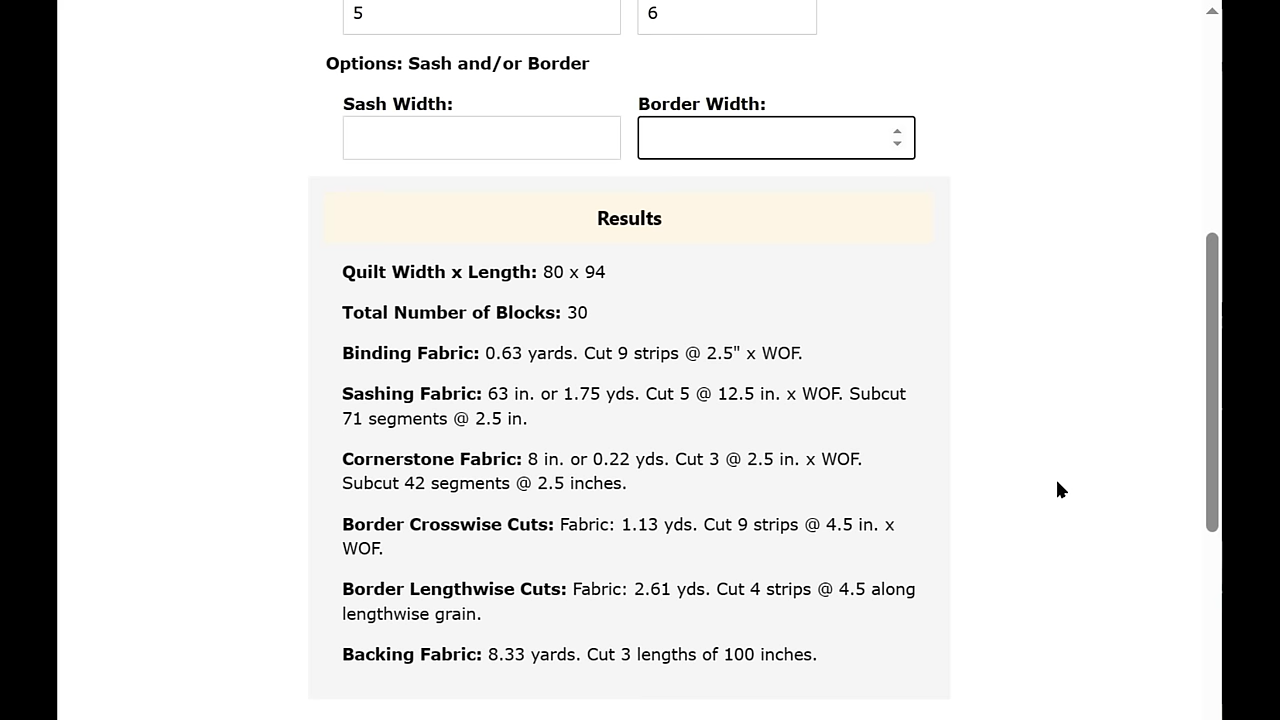 5 6
Options: Sash and/or Border
Sash Width: Border Width:
Results
Quilt Width x Length: 80 x 94
Total Number of Blocks: 30
Binding Fabric: 0.63 yards. Cut 9 strips @ 2.5" x WOF.
Sashing Fabric: 63 in. or 1.75 yds. Cut 5 @ 12.5 in. x WOF. Subcut
71 segments @ 2.5 in.
Cornerstone Fabric: 8 in. or 0.22 yds. Cut 3 @ 2.5 in. x WOF.
Subcut 42 segments @ 2.5 inches.
Border Crosswise Cuts: Fabric: 1.13 yds. Cut 9 strips @ 4.5 in. x
WOF.
Border Lengthwise Cuts: Fabric: 2.61 yds. Cut 4 strips @ 4.5 along
lengthwise grain.
Backing Fabric: 8.33 yards. Cut 3 lengths of 100 inches.